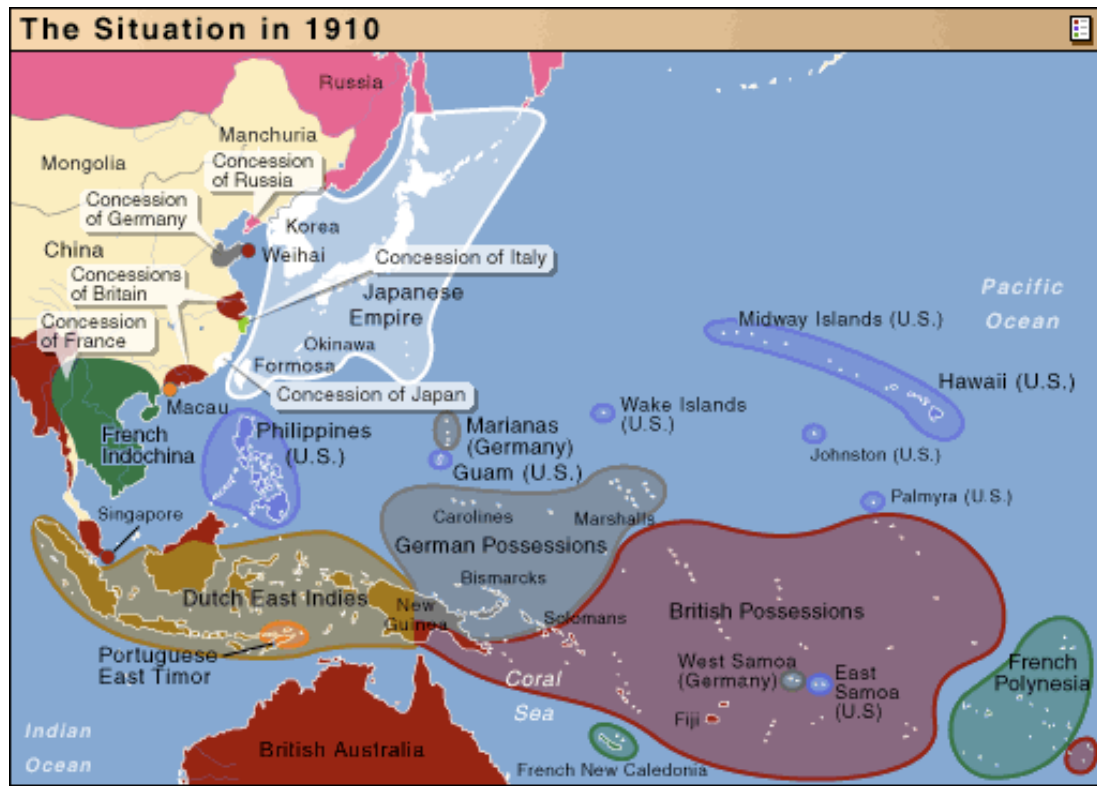 The Situation in 1910
Russia
Manchuria
Mongolia
Concession
of Russia
Concession
of Germany
Korea
China
Weihai
Concession of Italy
Concessions
of Britain
Japanese
Empire
Pacific
Ocean
Concession
of France
Midway Islands (U.S.)
Okinawa
Formosa
Hawaii (U.S.)
Concession of Japan
Macau
Wake Islands
(U.S.)
French
Indochina
Philippines
(U.S.)
Marianas
(Germany)
Guam (U.S.)
Johnston (U.S.)
Palmyra (U.S.)
Singapore
Carolines
Marshalls
German Possessions
Bismarcks
Dutch East Indies
New
Guinea
Solomans
British Possessions
Portuguese
East Timor
Coral
Sea
West Samoa
(Germany)
East
Samoa
(U.S)
French
Polynesia
Fiji
Indian
Ocean
British Australia
French New Caledonia